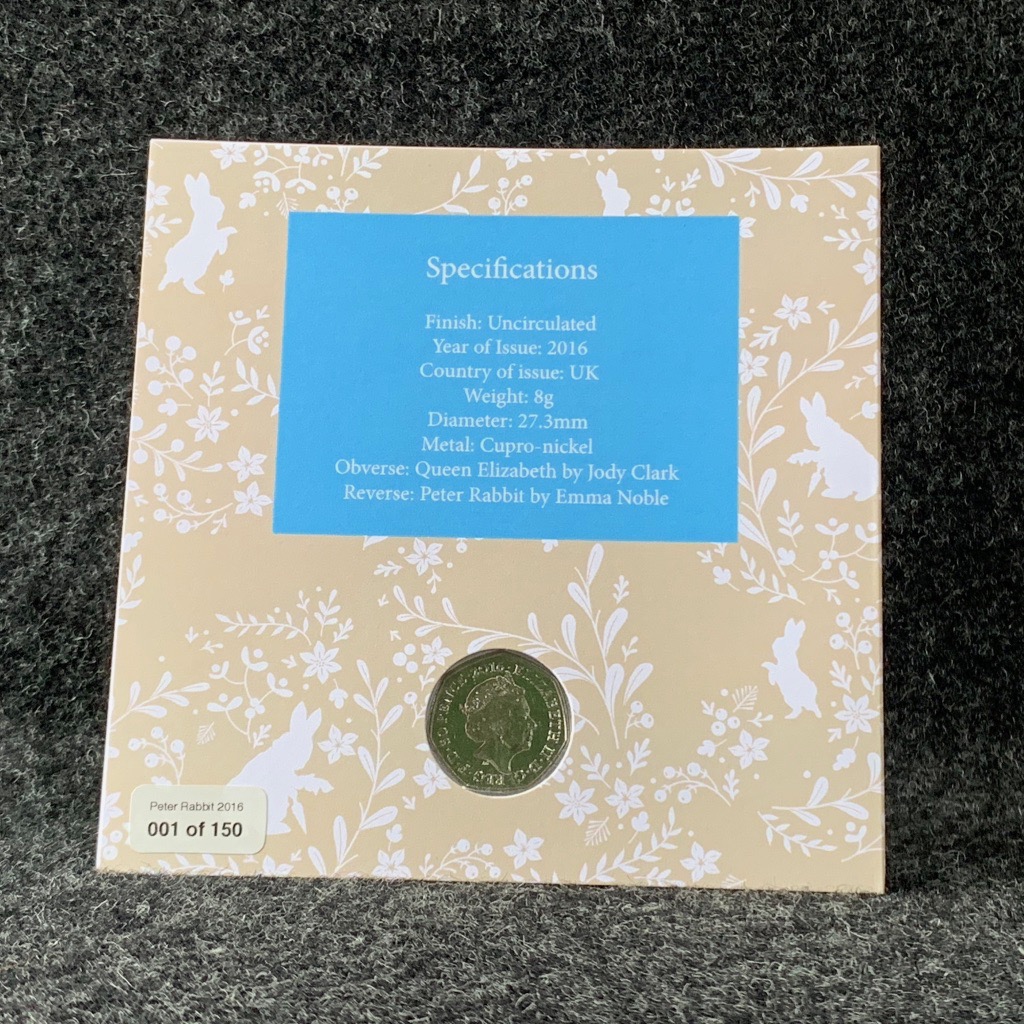 Specifications
Finish: Uncirculated
Year of Issue: 2016
Country of issue: UK
Weight: 8g
Diameter: 27.3mm
Metal: Cupro-nickel
Obverse: Queen Elizabeth by Jody Clark
Reverse: Peter Rabbit by Emma Noble
Peter Rabbit 2016
001 of 150